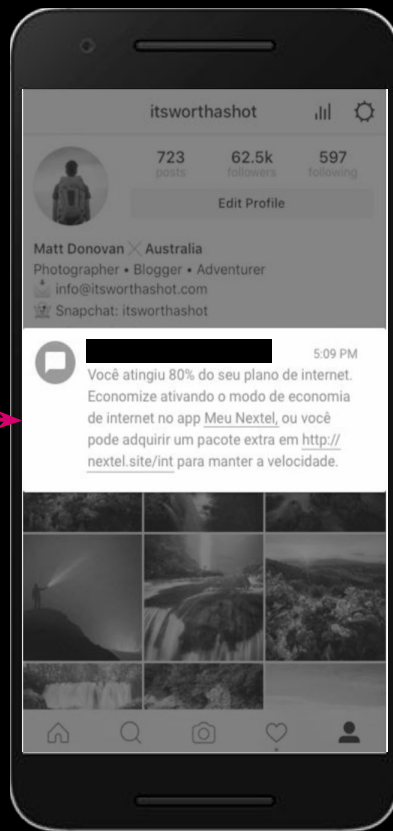 itsworthashot
723 62.5k 597
posts followers following
Edit Profile
Matt Donovan ╳ Australia
Photographer • Blogger • Adventurer
info@itsworthashot.com
Snapchat: itsworthashot
5:09 PM
Você atingiu 80% do seu plano de internet.
Economize ativando o modo de economia
de internet no app Meu Nextel, ou você
pode adquirir um pacote extra em http://
nextel.site/int para manter a velocidade.